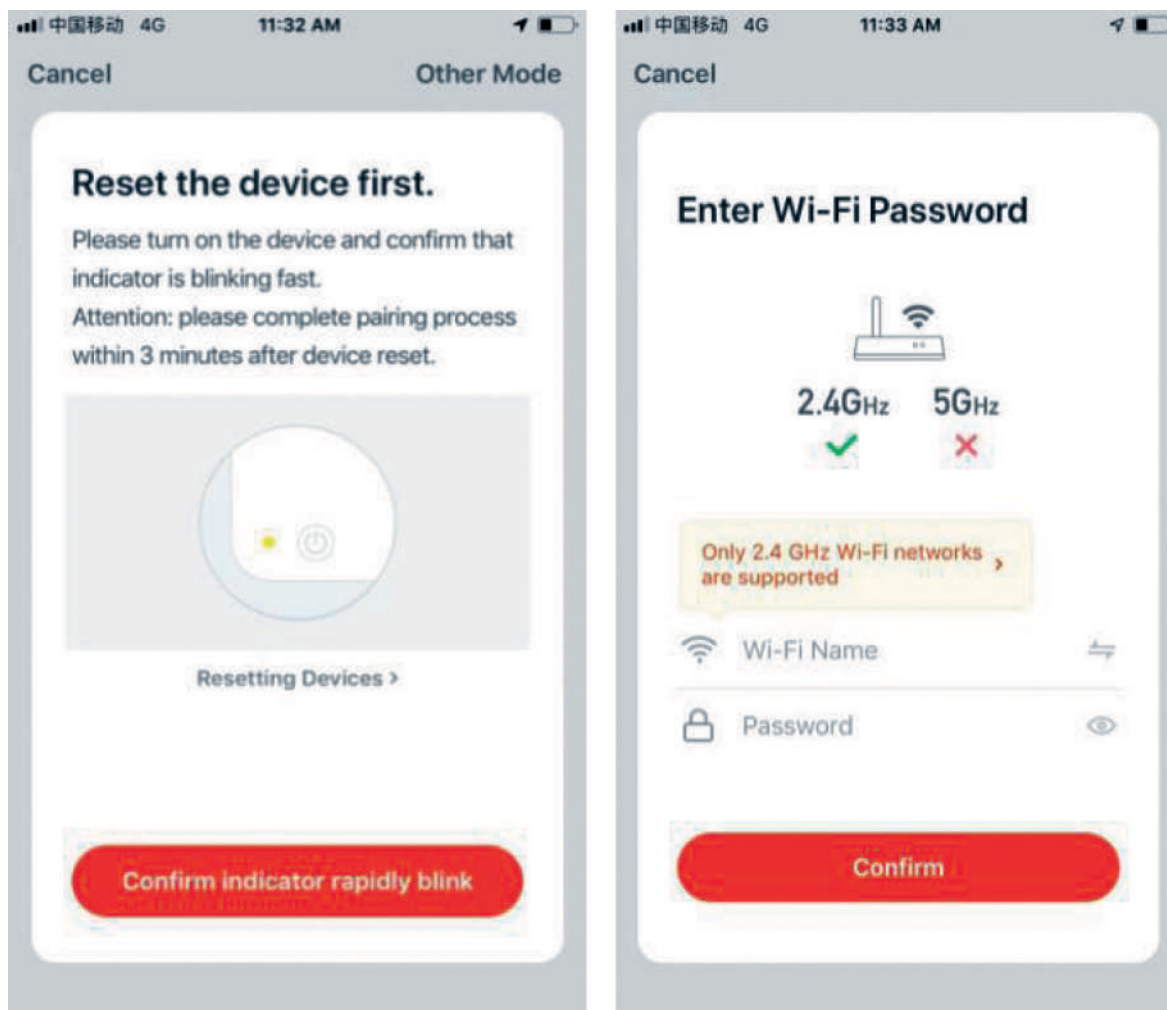 中国移动 4G 11:32 AM
Cancel Other Mode
Reset the device first.
Please turn on the device and confirm that
indicator is blinking fast.
Attention: please complete pairing process
within 3 minutes after device reset.
Resetting Devices >
Confirm indicator rapidly blink
中国移动 4G 11:33 AM
Cancel
Enter Wi-Fi Password
2.4GHz 5GHz
Only 2.4 GHz Wi-Fi networks >
are supported
Wi-Fi Name
Password
Confirm